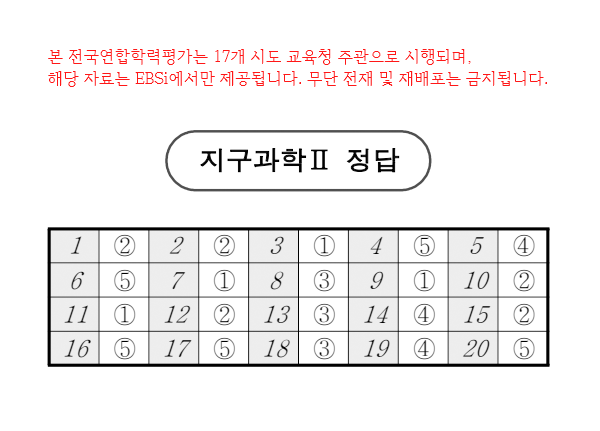 본 전국연합학력평가는 17개 시도 교육청 주관으로 시행되며,
해당 자료는 EBSi에서만 제공됩니다. 무단 전재 및 재배포는 금지됩니다.
지구과학Ⅱ 정답
1 ② 2 ② 3 ① 4 ⑤ 5 ④
6 ⑤ 7 ① 8 ③ 9 ① 10 ②
11 ① 12 ② 13 ③ 14 ④ 15 ②
16 ⑤ 17 ⑤ 18 ③ 19 ④ 20 ⑤